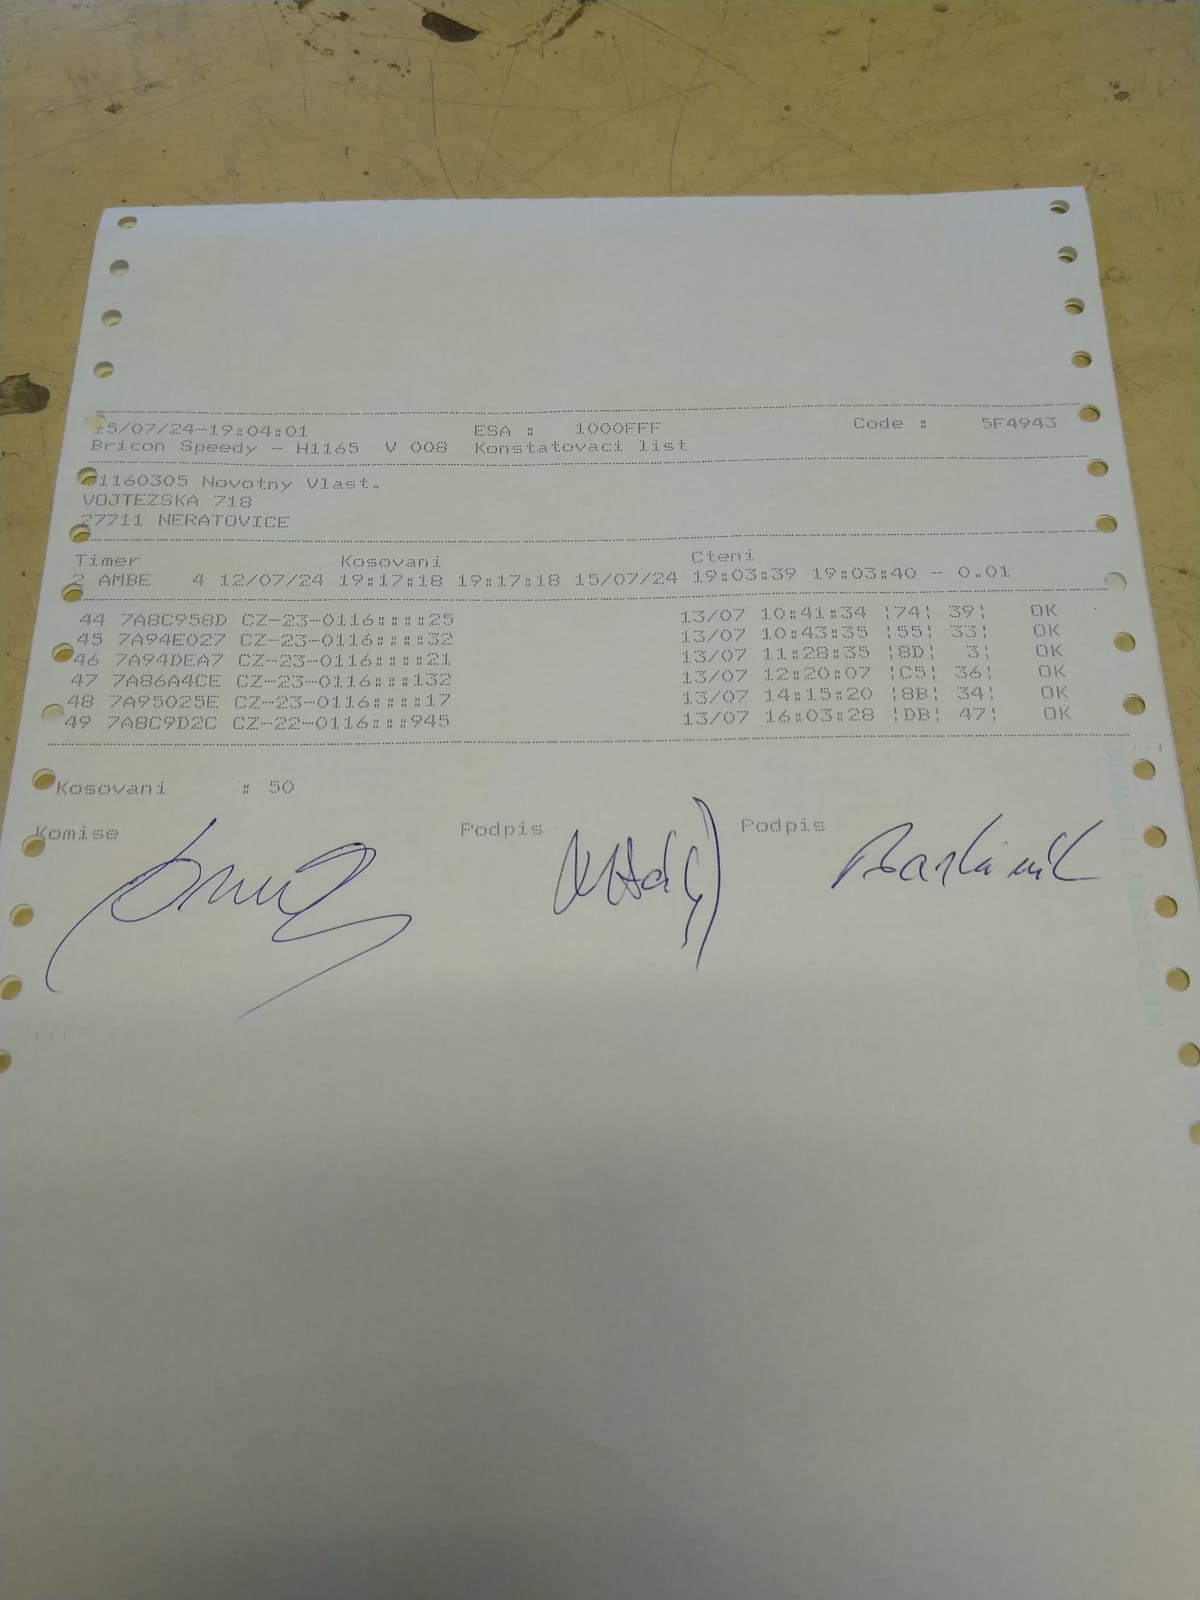 15/07/24-19:04:01 ESA : 1000FFF Code : 5F4943
Bricon Speedy - H1165 V 008 Konstatovaci list
01160305 Novotny Vlast.
VOJTEZSKA 718
27711 NERATOVICE
Timer Kosovani Cteni
2 AMBE 4 12/07/24 19:17:18 19:17:18 15/07/24 19:03:39 19:03:40 - 0.01
44 7A8C958D CZ-23-0116::::25 13/07 10:41:34 ¦74¦ 39¦ OK
45 7A94E027 CZ-23-0116::::32 13/07 10:43:35 ¦55¦ 33¦ OK
46 7A94DEA7 CZ-23-0116::::21 13/07 11:28:35 ¦8D¦ 3¦ OK
47 7A86A4CE CZ-23-0116:::132 13/07 12:20:07 ¦C5¦ 36¦ OK
48 7A95025E CZ-23-0116::::17 13/07 14:15:20 ¦8B¦ 34¦ OK
49 7A8C9D2C CZ-22-0116:::945 13/07 16:03:28 ¦DB¦ 47¦ OK
Kosovani : 50
Komise Podpis Podpis